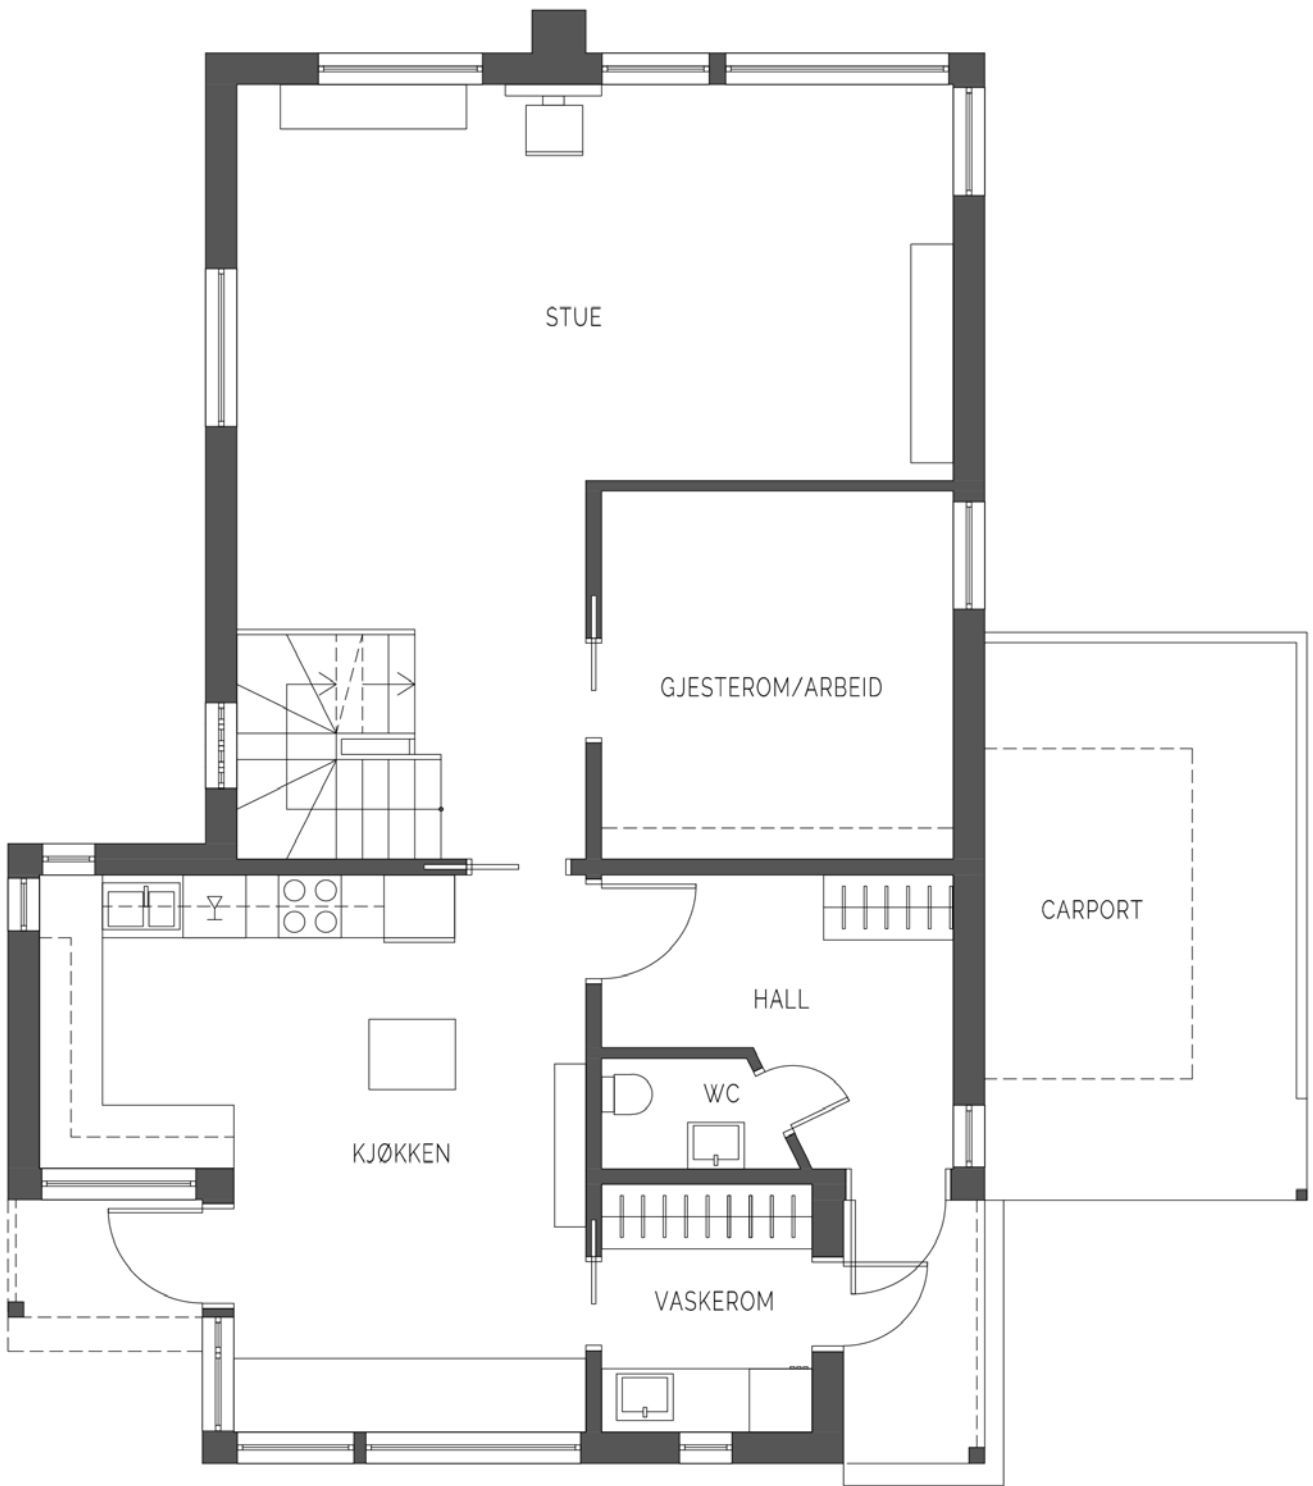 STUE
GJESTEROM/ARBEID
CARPORT
HALL
WC
KJØKKEN
VASKEROM